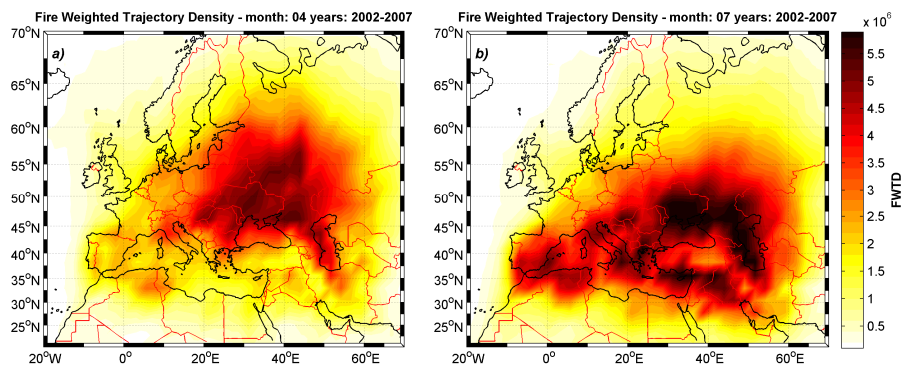 Fire Weighted Trajectory Density - month: 04 years: 2002-2007
Fire Weighted Trajectory Density - month: 07 years: 2002-2007
x 10⁶
a)
70°N
65°N
60°N
55°N
50°N
45°N
40°N
35°N
30°N
25°N
20°W
0°
20°E
40°E
60°E
b)
70°N
65°N
60°N
55°N
50°N
45°N
40°N
35°N
30°N
25°N
20°W
0°
20°E
40°E
60°E
5.5
5
4.5
4
3.5
3
2.5
2
1.5
1
0.5
FWTD